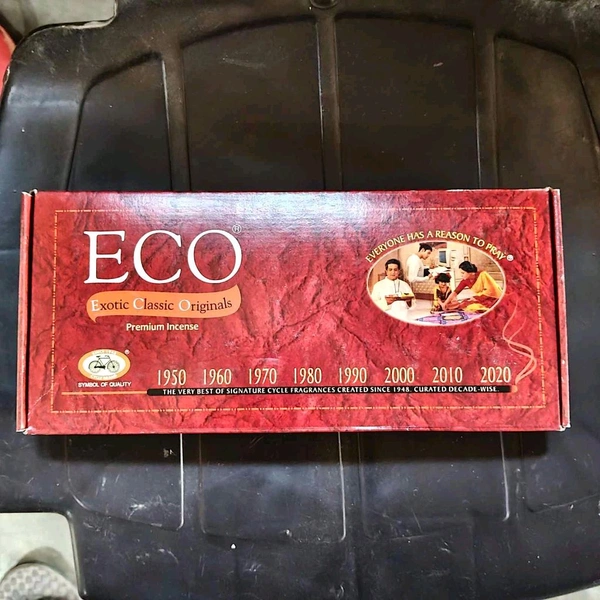 ECO®
Exotic Classic Originals
Premium Incense
EVERYONE HAS A REASON TO PRAY
SYMBOL OF QUALITY
1950 1960 1970 1980 1990 2000 2010 2020
THE VERY BEST OF SIGNATURE CYCLE FRAGRANCES CREATED SINCE 1948. CURATED DECADE-WISE.